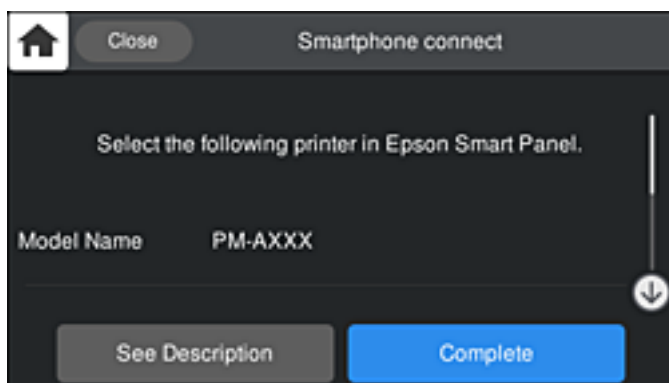 Close
Smartphone connect
Select the following printer in Epson Smart Panel.
Model Name PM-AXXX
See Description
Complete